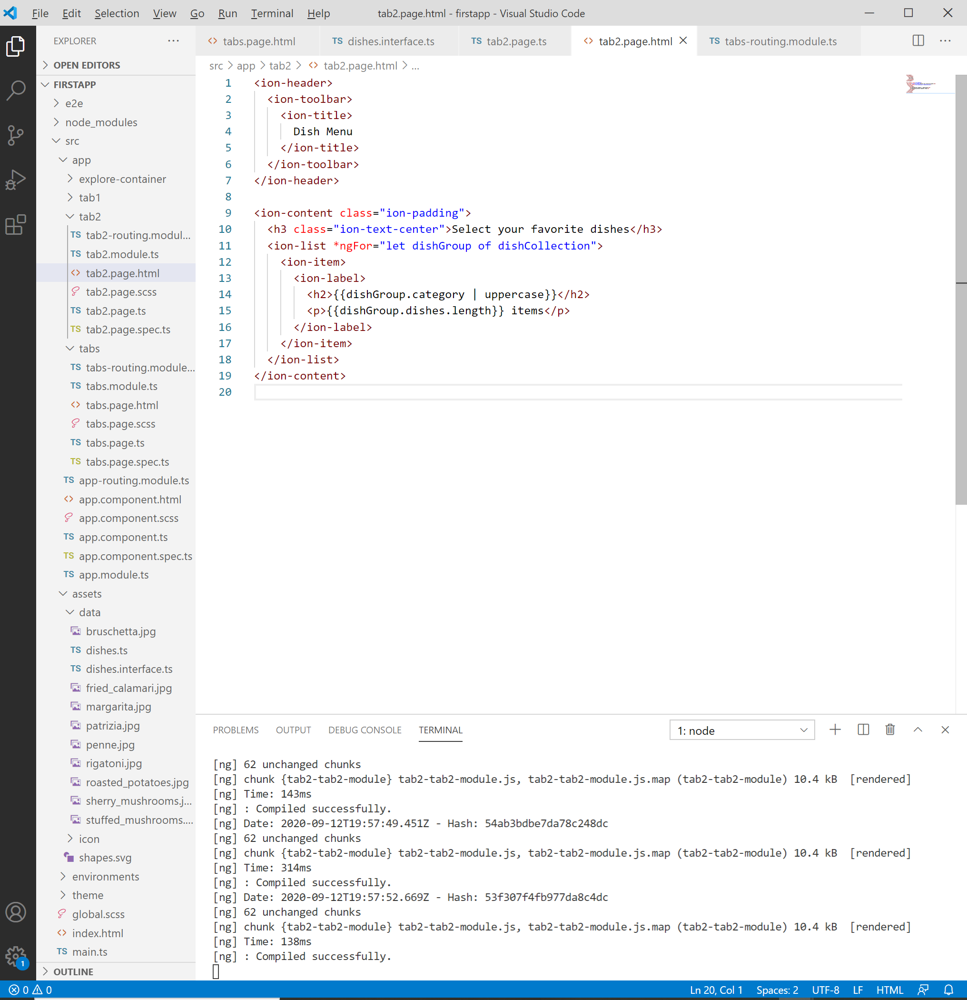 File Edit Selection View Go Run Terminal Help tab2.page.html - firstapp - Visual Studio Code
EXPLORER
OPEN EDITORS
FIRSTAPP
e2e
node_modules
src
app
explore-container
tab1
tab2
TS tab2-routing.modul...
TS tab2.module.ts
<> tab2.page.html
tab2.page.scss
TS tab2.page.ts
TS tab2.page.spec.ts
tabs
TS tabs-routing.module...
TS tabs.module.ts
<> tabs.page.html
tabs.page.scss
TS tabs.page.ts
TS tabs.page.spec.ts
TS app-routing.module.ts
<> app.component.html
app.component.scss
TS app.component.ts
TS app.component.spec.ts
TS app.module.ts
assets
data
bruschetta.jpg
TS dishes.ts
TS dishes.interface.ts
fried_calamari.jpg
margarita.jpg
patrizia.jpg
penne.jpg
rigatoni.jpg
roasted_potatoes.jpg
sherry_mushrooms.j...
stuffed_mushrooms....
icon
shapes.svg
environments
theme
global.scss
<> index.html
TS main.ts
OUTLINE
<> tabs.page.html TS dishes.interface.ts TS tab2.page.ts <> tab2.page.html TS tabs-routing.module.ts
src > app > tab2 > <> tab2.page.html > ...
1 <ion-header>
2 <ion-toolbar>
3 <ion-title>
4 Dish Menu
5 </ion-title>
6 </ion-toolbar>
7 </ion-header>
8
9 <ion-content class="ion-padding">
10 <h3 class="ion-text-center">Select your favorite dishes</h3>
11 <ion-list *ngFor="let dishGroup of dishCollection">
12 <ion-item>
13 <ion-label>
14 <h2>{{dishGroup.category | uppercase}}</h2>
15 <p>{{dishGroup.dishes.length}} items</p>
16 </ion-label>
17 </ion-item>
18 </ion-list>
19 </ion-content>
20
PROBLEMS OUTPUT DEBUG CONSOLE TERMINAL 1: node
[ng] 62 unchanged chunks
[ng] chunk {tab2-tab2-module} tab2-tab2-module.js, tab2-tab2-module.js.map (tab2-tab2-module) 10.4 kB [rendered]
[ng] Time: 143ms
[ng] : Compiled successfully.
[ng] Date: 2020-09-12T19:57:49.451Z - Hash: 54ab3bdbe7da78c248dc
[ng] 62 unchanged chunks
[ng] chunk {tab2-tab2-module} tab2-tab2-module.js, tab2-tab2-module.js.map (tab2-tab2-module) 10.4 kB [rendered]
[ng] Time: 314ms
[ng] : Compiled successfully.
[ng] Date: 2020-09-12T19:57:52.669Z - Hash: 53f307f4fb977da8c4dc
[ng] 62 unchanged chunks
[ng] chunk {tab2-tab2-module} tab2-tab2-module.js, tab2-tab2-module.js.map (tab2-tab2-module) 10.4 kB [rendered]
[ng] Time: 138ms
[ng] : Compiled successfully.
1
0 0 Ln 20, Col 1 Spaces: 2 UTF-8 LF HTML